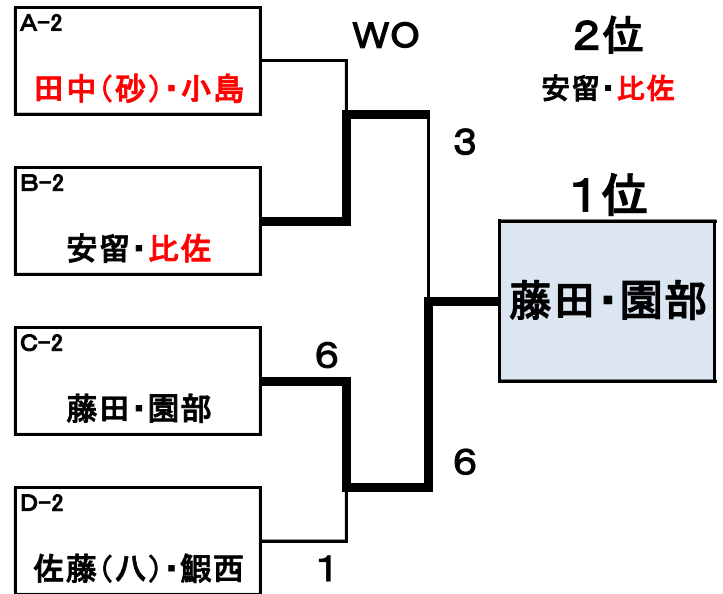 A-2
田中(砂)・小島
WO
2位
安留・比佐
3
B-2
安留・比佐
1位
藤田・園部
C-2
6
藤田・園部
6
D-2
佐藤(八)・鰕西
1